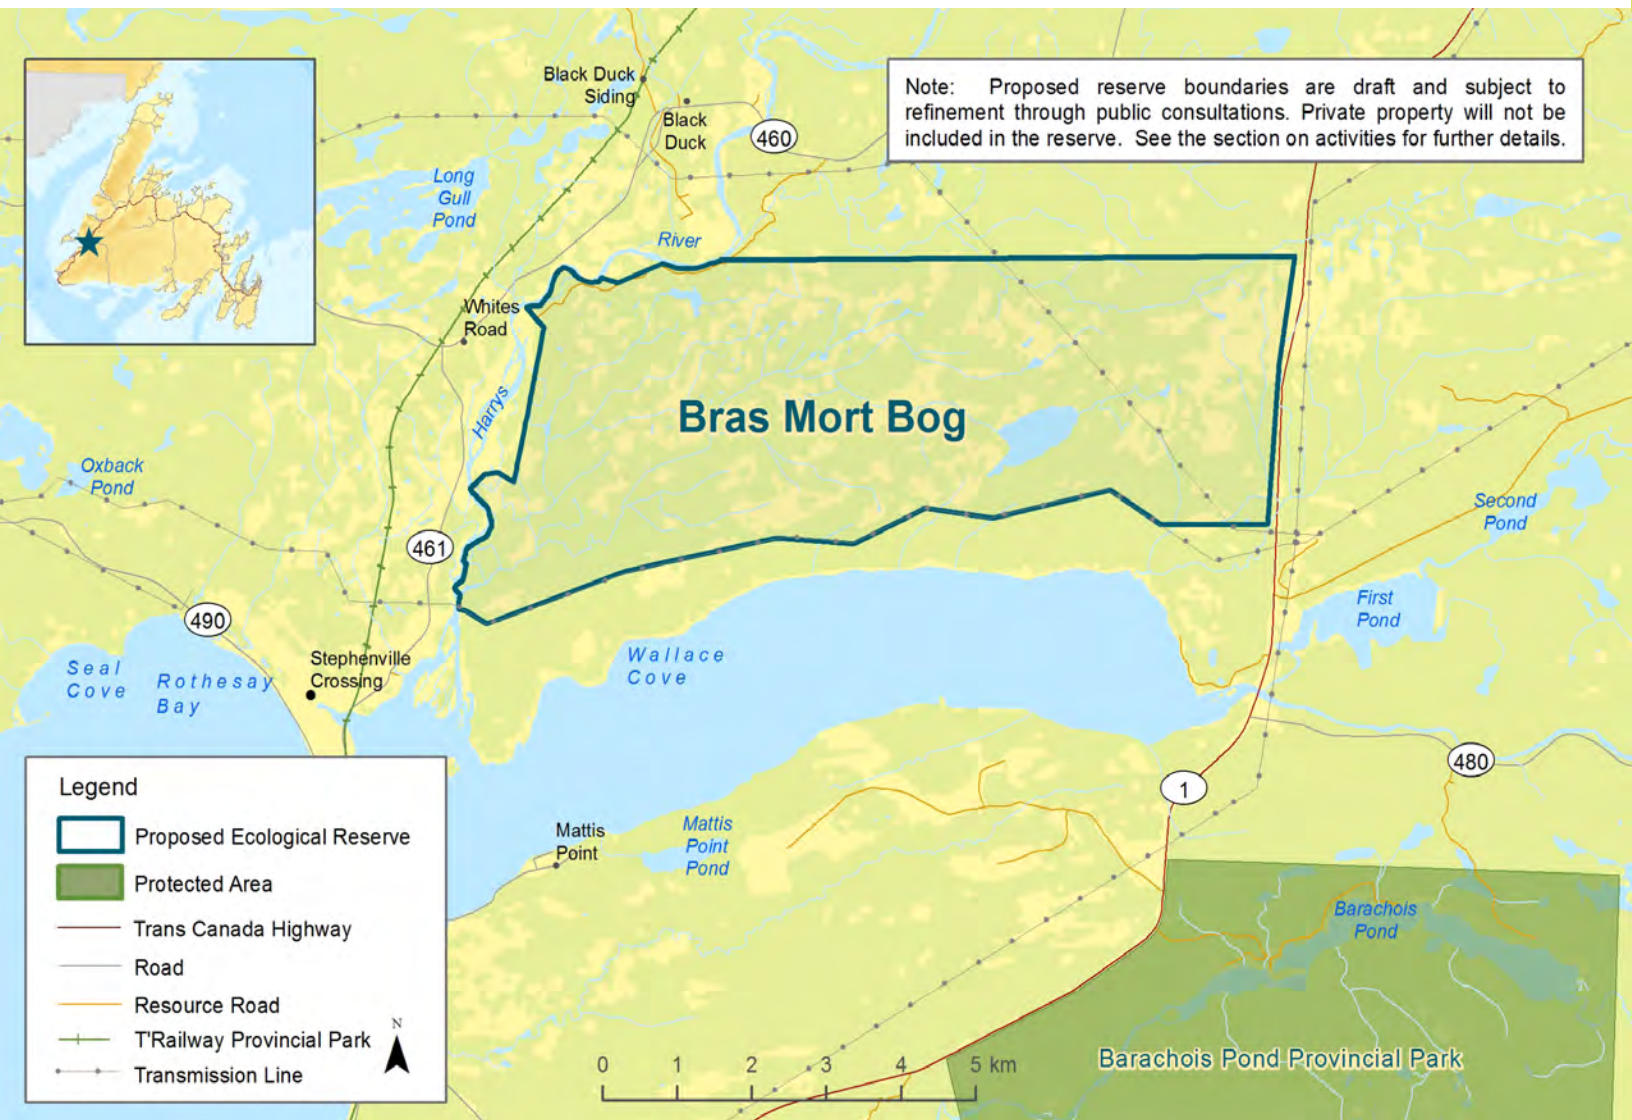 Black Duck
Siding
Black
Duck
460
Note: Proposed reserve boundaries are draft and subject to
refinement through public consultations. Private property will not be
included in the reserve. See the section on activities for further details.
Long
Gull
Pond
River
Whites
Road
Harrys
Bras Mort Bog
Oxback
Pond
461
Second
Pond
490
First
Pond
Stephenville
Crossing
Seal
Cove
Rothesay
Bay
Wallace
Cove
480
1
Mattis
Point
Mattis
Point
Pond
Barachois
Pond
Barachois Pond Provincial Park
Legend
Proposed Ecological Reserve
Protected Area
Trans Canada Highway
Road
Resource Road
T'Railway Provincial Park
Transmission Line
N
0 1 2 3 4 5 km